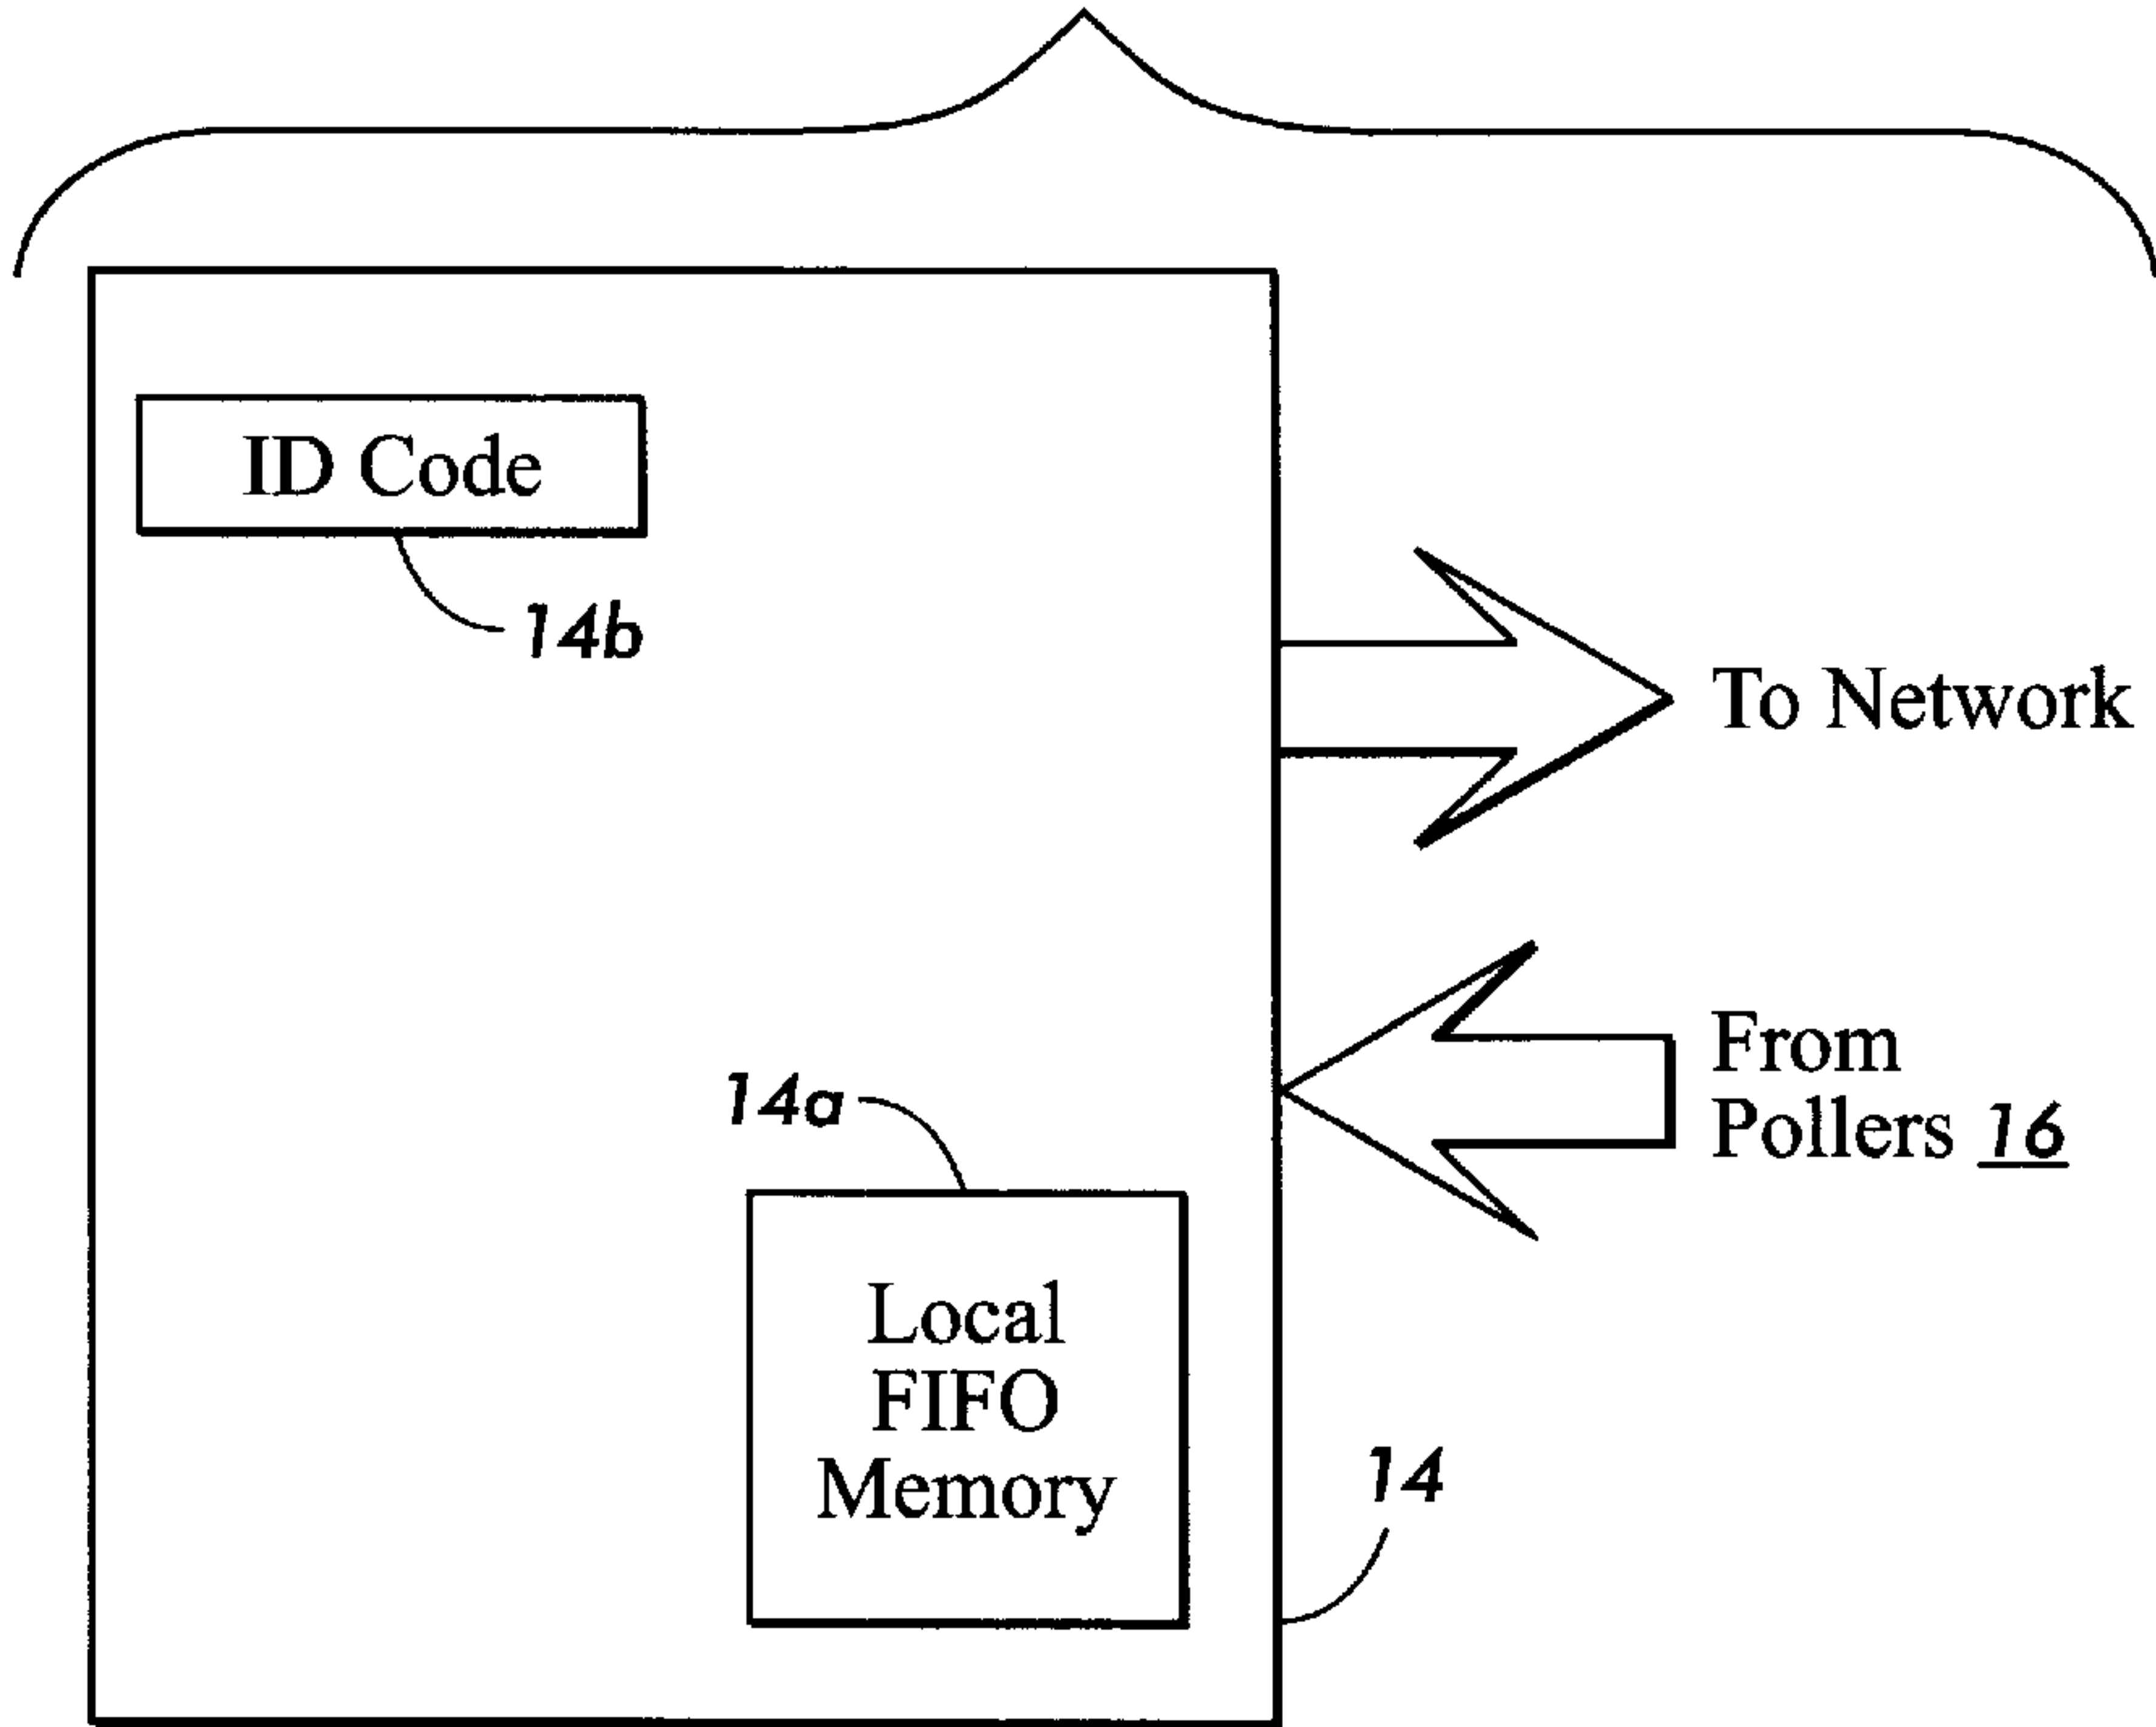 ID Code
14b
To Network
From
Pollers 16
14a
Local
FIFO
Memory
14